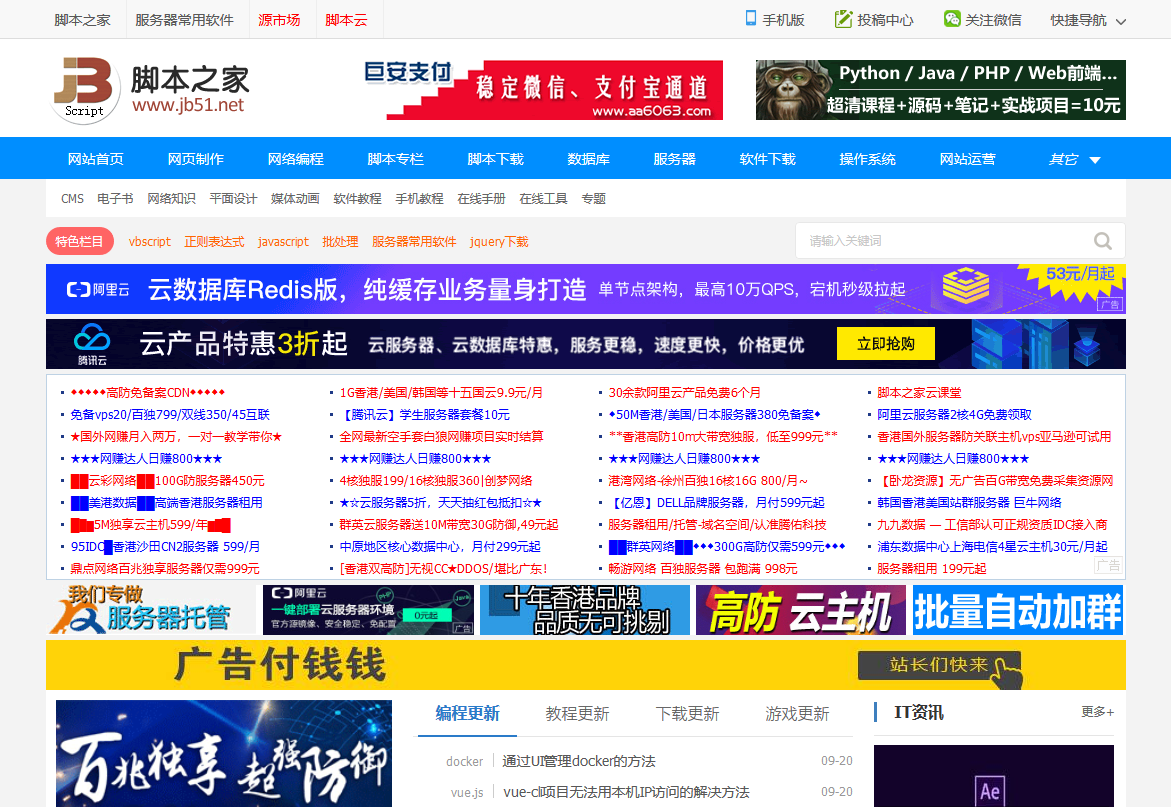 脚本之家 服务器常用软件 源市场 脚本云 手机版 投稿中心 关注微信 快捷导航
JB Script 脚本之家 www.jb51.net
巨安支付 稳定微信、支付宝通道 www.aa6063.com
Python / Java / PHP / Web前端...
超清课程+源码+笔记+实战项目=10元
网站首页 网页制作 网络编程 脚本专栏 脚本下载 数据库 服务器 软件下载 操作系统 网站运营 其它
CMS 电子书 网络知识 平面设计 媒体动画 软件教程 手机教程 在线手册 在线工具 专题
特色栏目 vbscript 正则表达式 javascript 批处理 服务器常用软件 jquery下载 请输入关键词
阿里云 云数据库Redis版，纯缓存业务量身打造 单节点架构，最高10万QPS，宕机秒级拉起 53元/月起 广告
腾讯云 云产品特惠3折起 云服务器、云数据库特惠，服务更稳，速度更快，价格更优 立即抢购
◆◆◆◆◆高防免备案CDN◆◆◆◆◆ 1G香港/美国/韩国等十五国云9.9元/月 30余款阿里云产品免费6个月 脚本之家云课堂
免备vps20/百独799/双线350/45互联 【腾讯云】学生服务器套餐10元 ◆50M香港/美国/日本服务器380免备案◆ 阿里云服务器2核4G免费领取
★国外网赚月入两万，一对一教学带你★ 全网最新空手套白狼网赚项目实时结算 **香港高防10m大带宽独服，低至999元** 香港国外服务器防关联主机vps亚马逊可试用
★★★网赚达人日赚800★★★ ★★★网赚达人日赚800★★★ ★★★网赚达人日赚800★★★ ★★★网赚达人日赚800★★★
██云彩网络██100G防服务器450元 4核独服199/16核独服360|创梦网络 港湾网络-徐州百独16核16G 800/月~ 【卧龙资源】无广告百G带宽免费采集资源网
██美港数据██高端香港服务器租用 ★☆云服务器5折，天天抽红包抵扣☆★ 【亿恩】DELL品牌服务器，月付599元起 韩国香港美国站群服务器 巨牛网络
█▇▆5M独享云主机599/年▆▇█ 群英云服务器送10M带宽30G防御,49元起 服务器租用/托管-域名空间/认准腾佑科技 九九数据 — 工信部认可正规资质IDC接入商
95IDC█香港沙田CN2服务器 599/月 中原地区核心数据中心，月付299元起 ██群英网络██◆◆◆300G高防仅需599元◆◆◆ 浦东数据中心上海电信4星云主机30元/月起
鼎点网络百兆独享服务器仅需999元 [香港双高防]无视CC★DDOS/堪比广东! 畅游网络 百独服务器 包跑满 998元 服务器租用 199元起 广告
我们专做 服务器托管
阿里云 一键部署云服务器环境 官方源镜像、安全稳定、免配置 0元起 PHP Java 广告
十年香港品牌 品质无可挑剔
高防 云主机
批量自动加群
广告付钱钱 站长们快来
百兆独享 超强防御
编程更新 教程更新 下载更新 游戏更新 IT资讯 更多+
docker 通过UI管理docker的方法 09-20
vue.js vue-cli项目无法用本机IP访问的解决方法 09-20
Ae